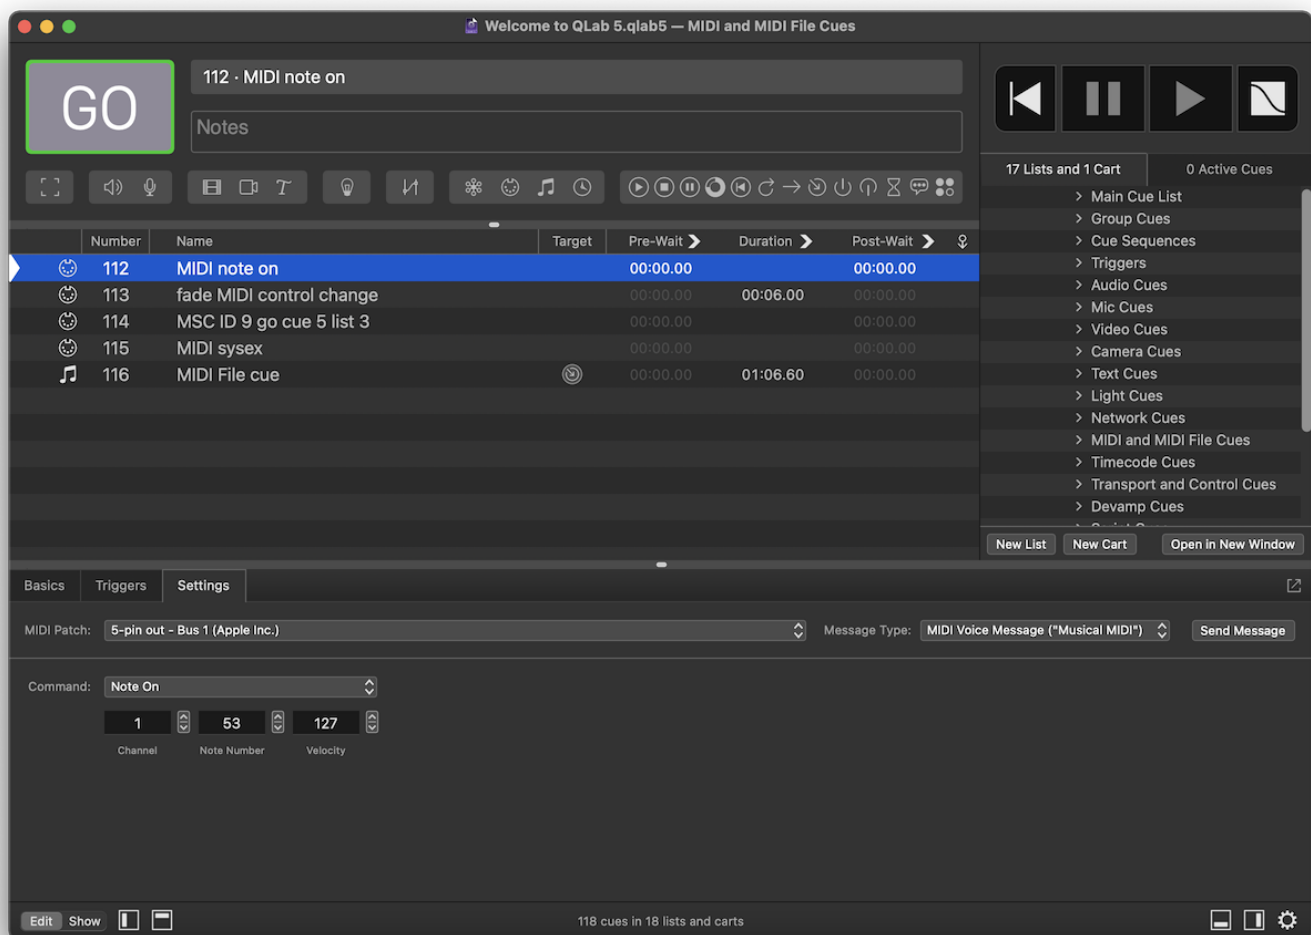 Welcome to QLab 5.qlab5 — MIDI and MIDI File Cues
GO
112 · MIDI note on
Notes
17 Lists and 1 Cart
0 Active Cues
Main Cue List
Group Cues
Cue Sequences
Triggers
Audio Cues
Mic Cues
Video Cues
Camera Cues
Text Cues
Light Cues
Network Cues
MIDI and MIDI File Cues
Timecode Cues
Transport and Control Cues
Devamp Cues
New List New Cart Open in New Window
Number Name Target Pre-Wait Duration Post-Wait
112 MIDI note on 00:00.00 00:00.00
113 fade MIDI control change 00:00.00 00:06.00 00:00.00
114 MSC ID 9 go cue 5 list 3 00:00.00 00:00.00
115 MIDI sysex 00:00.00 00:00.00
116 MIDI File cue 00:00.00 01:06.60 00:00.00
Basics Triggers Settings
MIDI Patch: 5-pin out - Bus 1 (Apple Inc.) Message Type: MIDI Voice Message ("Musical MIDI") Send Message
Command: Note On
1 53 127
Channel Note Number Velocity
Edit Show 118 cues in 18 lists and carts